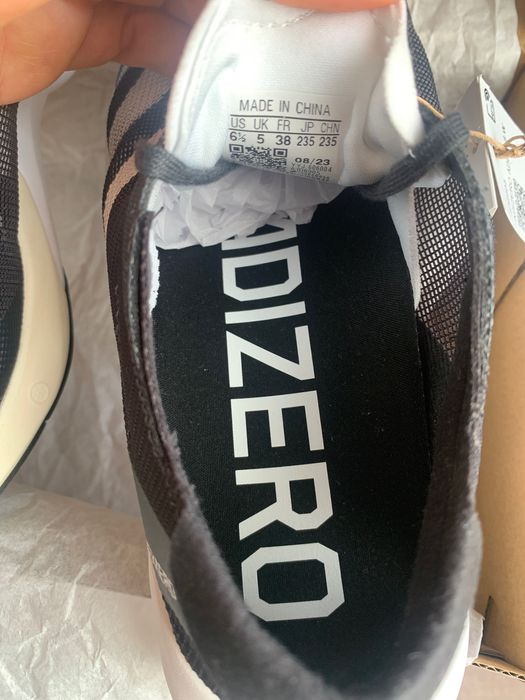 MADE IN CHINA
US UK FR JP CHN
6½ 5 38 235 235
08/23
ADIZERO